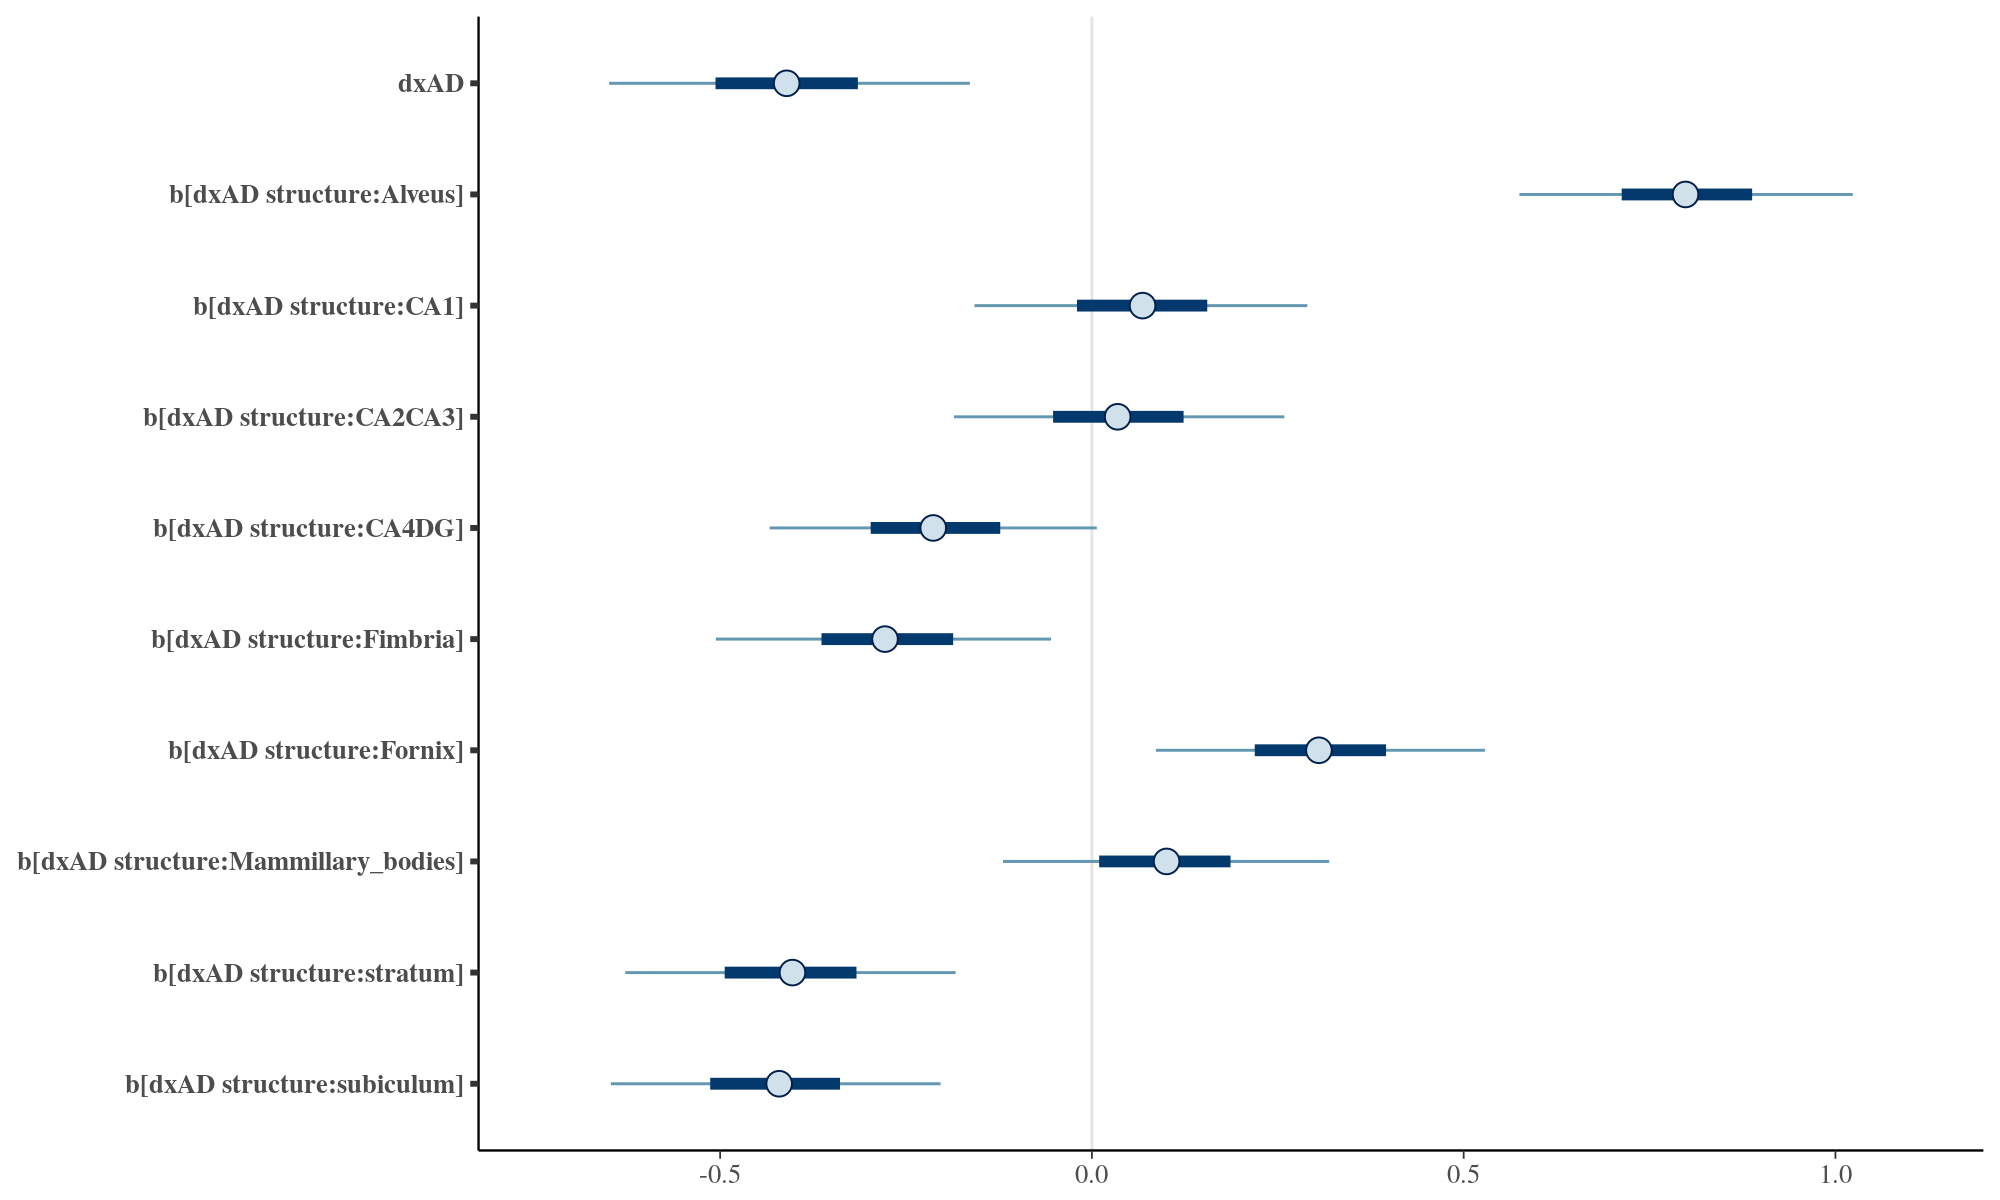 dxAD
b[dxAD structure:Alveus]
b[dxAD structure:CA1]
b[dxAD structure:CA2CA3]
b[dxAD structure:CA4DG]
b[dxAD structure:Fimbria]
b[dxAD structure:Fornix]
b[dxAD structure:Mammillary_bodies]
b[dxAD structure:stratum]
b[dxAD structure:subiculum]
-0.5 0.0 0.5 1.0